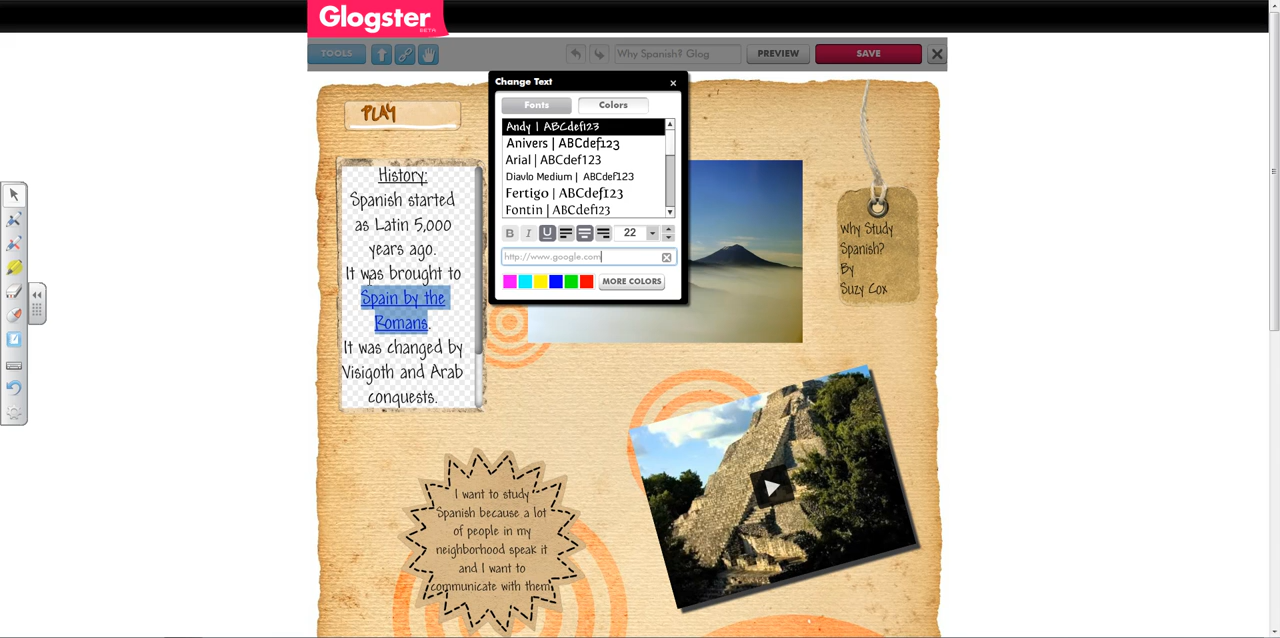 Glogster
BETA
TOOLS
Why Spanish? Glog
PREVIEW
SAVE
Change Text
Fonts
Colors
Andy | ABCdef123
Anivers | ABCdef123
Arial | ABCdef123
Diavlo Medium | ABCdef123
Fertigo | ABCdef123
Fontin | ABCdef123
B I U
22
http://www.google.com
MORE COLORS
PLAY
History:
Spanish started
as Latin 5,000
years ago.
It was brought to
Spain by the
Romans.
It was changed by
Visigoth and Arab
conquests.
Why Study
Spanish?
By
Suzy Cox
I want to study
Spanish because a lot
of people in my
neighborhood speak it
and I want to
communicate with them